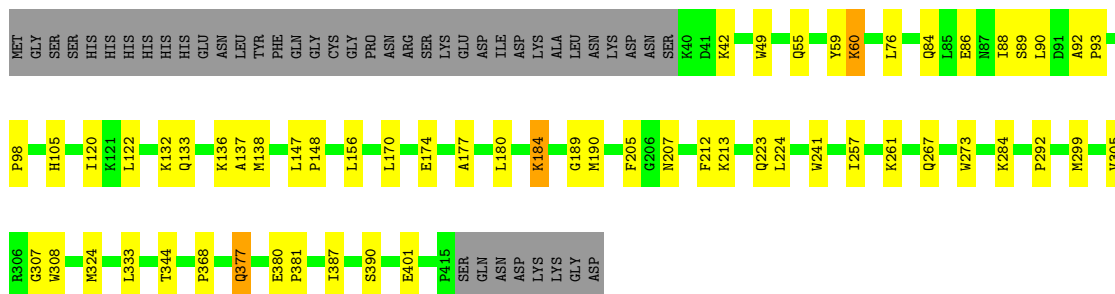 MET GLY SER SER HIS HIS HIS HIS HIS HIS GLU ASN LEU TYR PHE GLN GLY CYS GLY PRO ASN ARG SER LYS GLU ASP ILE ASP LYS ALA LEU ASN LYS ASP ASN SER K40 D41 K42 W49 Q55 Y59 K60 L76 Q84 L85 E86 N87 I88 S89 L90 D91 A92 P93
P98 H105 I120 K121 L122 K132 Q133 K136 A137 M138 L147 P148 L156 L170 E174 A177 L180 K184 G189 M190 F205 G206 N207 F212 K213 Q223 L224 W241 I257 K261 Q267 W273 K284 P292 M299
R306 G307 W308 M324 L333 T344 P368 Q377 E380 P381 I387 S390 E401 P415 SER GLN ASN ASP LYS LYS GLY ASP